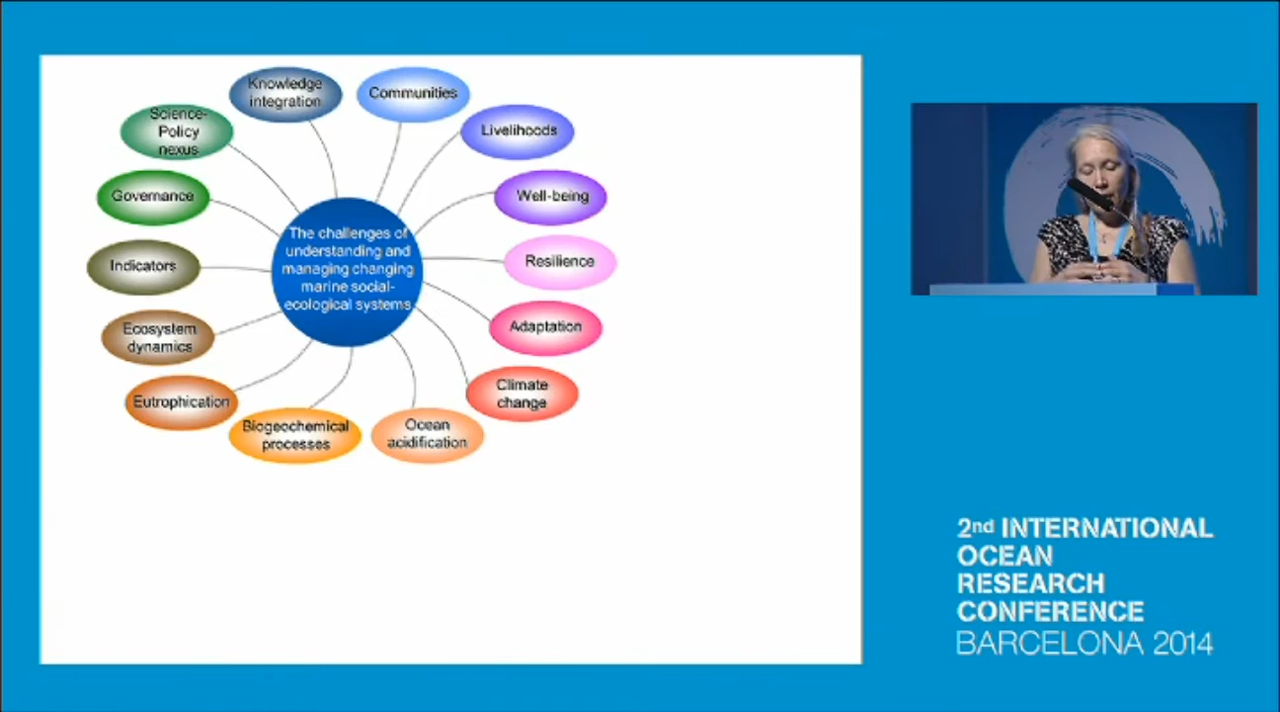 Knowledge
integration
Communities
Science-
Policy
nexus
Livelihoods
Governance
Well-being
The challenges of
understanding and
managing changing
marine social-
ecological systems
Indicators
Resilience
Ecosystem
dynamics
Adaptation
Eutrophication
Climate
change
Biogeochemical
processes
Ocean
acidification
2nd INTERNATIONAL
OCEAN
RESEARCH
CONFERENCE
BARCELONA 2014